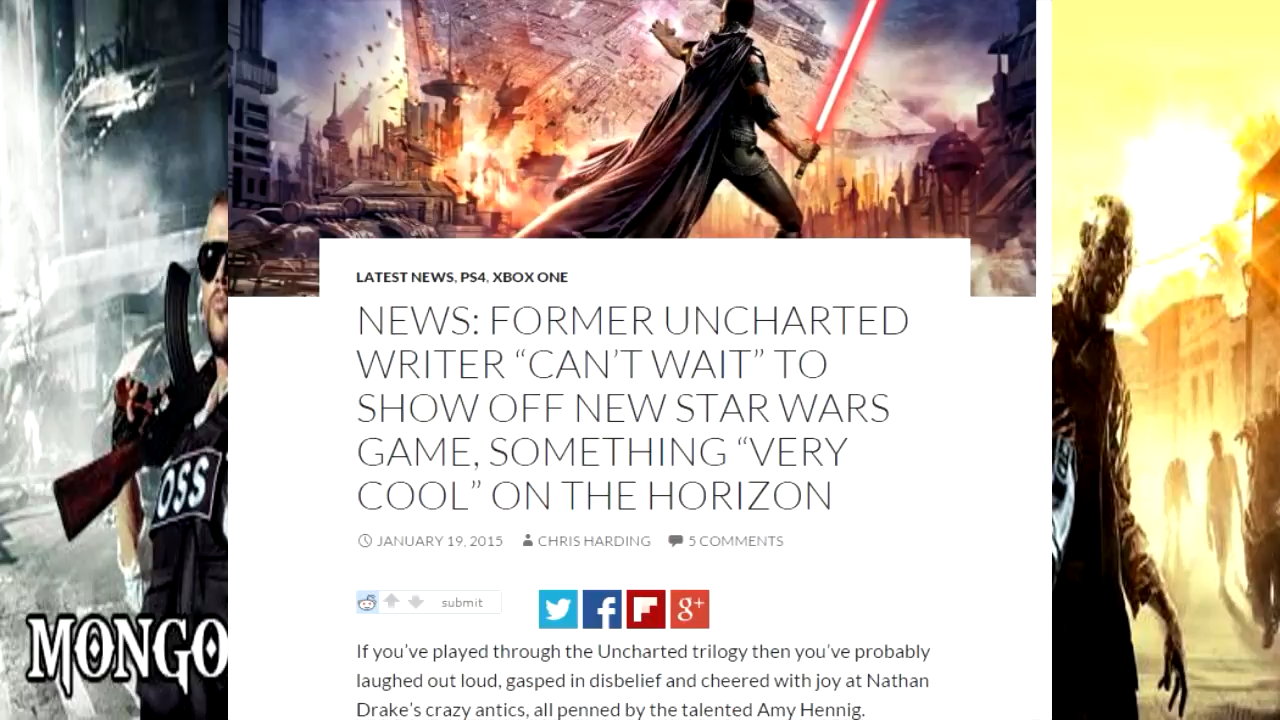 LATEST NEWS, PS4, XBOX ONE
NEWS: FORMER UNCHARTED
WRITER “CAN’T WAIT” TO
SHOW OFF NEW STAR WARS
GAME, SOMETHING “VERY
COOL” ON THE HORIZON
JANUARY 19, 2015 CHRIS HARDING 5 COMMENTS
submit
g+
If you’ve played through the Uncharted trilogy then you’ve probably
laughed out loud, gasped in disbelief and cheered with joy at Nathan
Drake’s crazy antics, all penned by the talented Amy Hennig.
OSS
MONGO